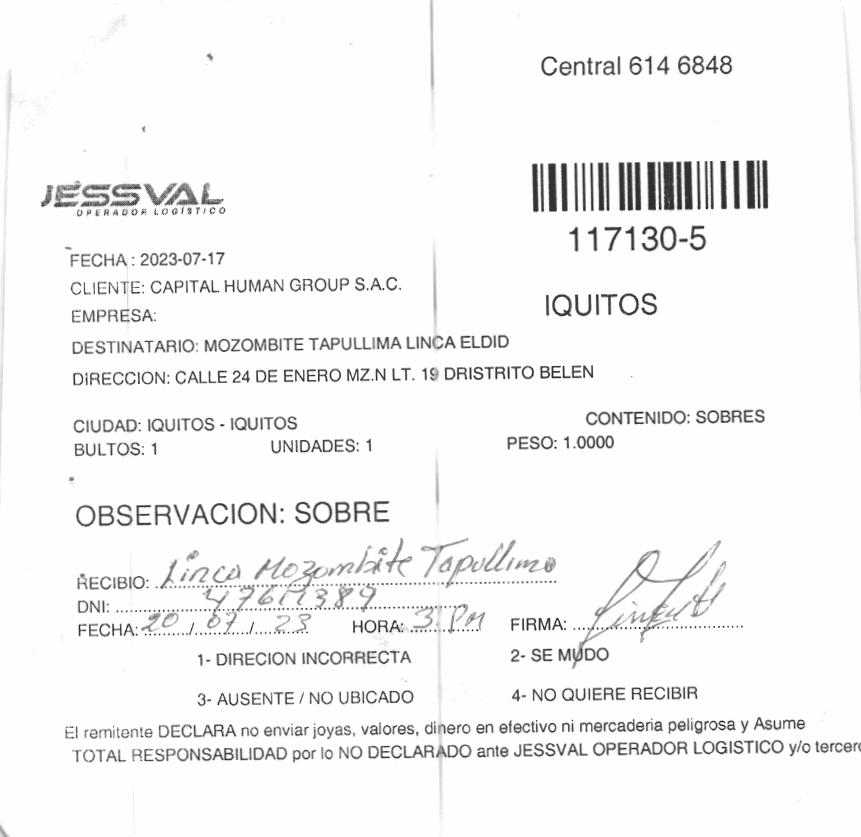 Central 614 6848
JESSVAL
OPERADOR LOGÍSTICO
117130-5
FECHA : 2023-07-17
CLIENTE: CAPITAL HUMAN GROUP S.A.C.
IQUITOS
EMPRESA:
DESTINATARIO: MOZOMBITE TAPULLIMA LINCA ELDID
DIRECCION: CALLE 24 DE ENERO MZ.N LT. 19 DRISTRITO BELEN
CIUDAD: IQUITOS - IQUITOS CONTENIDO: SOBRES
BULTOS: 1 UNIDADES: 1 PESO: 1.0000
OBSERVACION: SOBRE
RECIBIO: Linca Mozombite Tapullima
DNI:
FECHA: 20/07/23 HORA: 3 Pm FIRMA:
1- DIRECION INCORRECTA 2- SE MUDO
3- AUSENTE / NO UBICADO 4- NO QUIERE RECIBIR
El remitente DECLARA no enviar joyas, valores, dinero en efectivo ni mercaderia peligrosa y Asume
TOTAL RESPONSABILIDAD por lo NO DECLARADO ante JESSVAL OPERADOR LOGISTICO y/o tercero